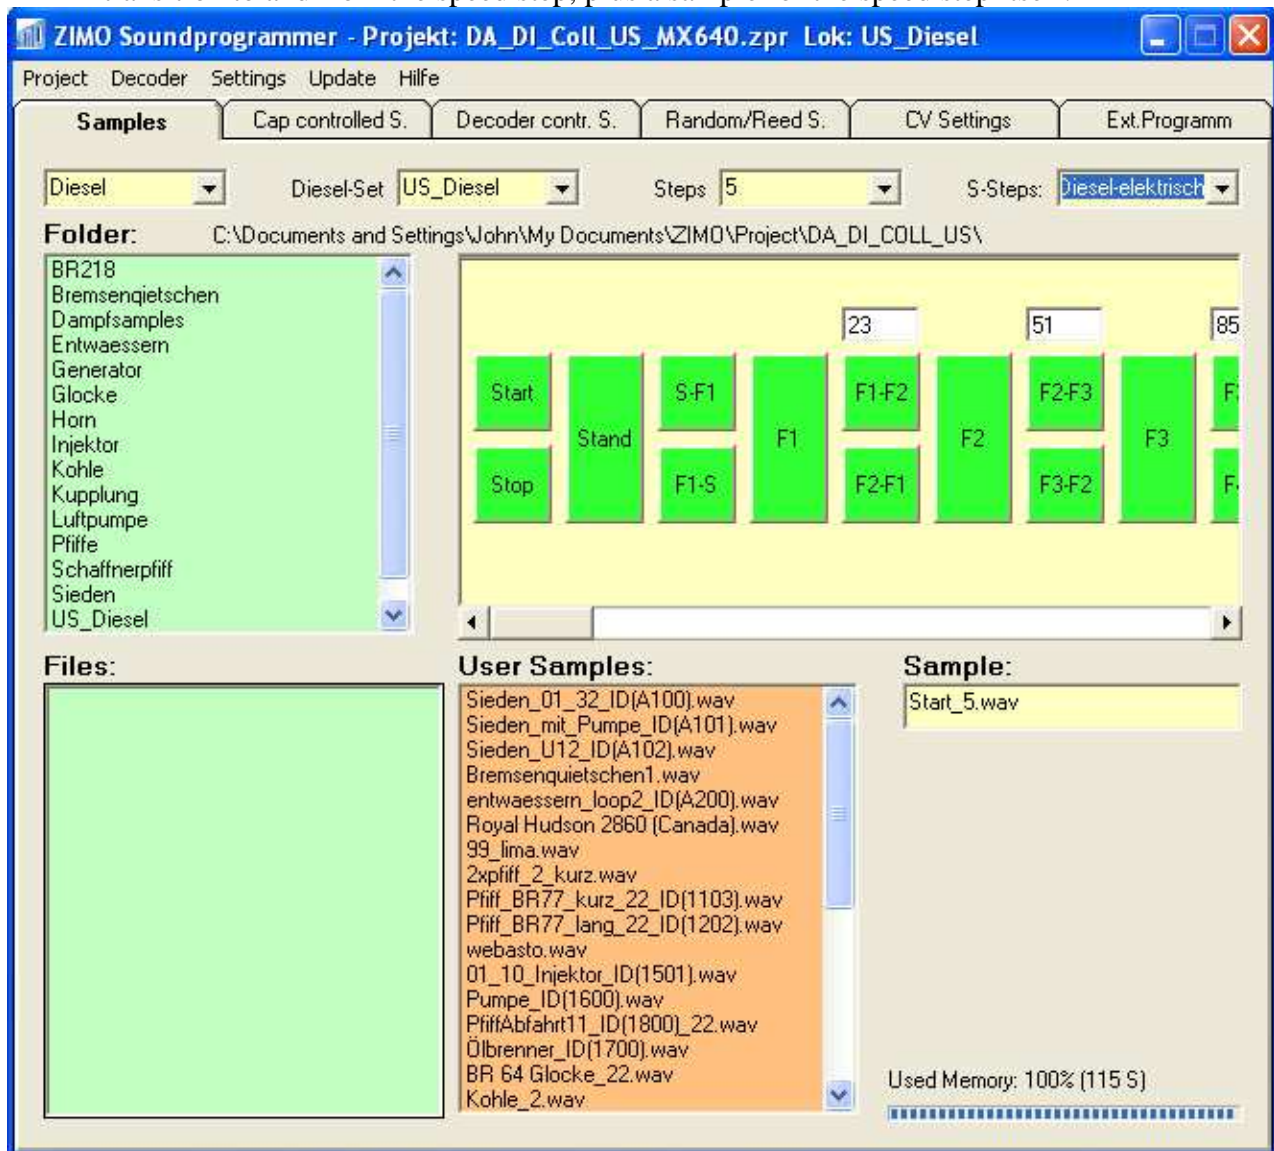 ZIMO Soundprogrammer - Projekt: DA_DI_Coll_US_MX640.zpr Lok: US_Diesel
Project Decoder Settings Update Hilfe
Samples Cap controlled S. Decoder contr. S. Random/Reed S. CV Settings Ext.Programm
Diesel Diesel-Set US_Diesel Steps 5 S-Steps: Diesel-elektrisch
Folder: C:\Documents and Settings\John\My Documents\ZIMO\Project\DA_DI_COLL_US\
BR218
Bremsenqietschen
Dampfsamples
Entwaessern
Generator
Glocke
Horn
Injektor
Kohle
Kupplung
Luftpumpe
Pfiffe
Schaffnerpfiff
Sieden
US_Diesel
23 51 85
Start S-F1 F1-F2 F2-F3
Stand F1 F2 F3
Stop F1-S F2-F1 F3-F2
Files:
User Samples:
Sieden_01_32_ID(A100).wav
Sieden_mit_Pumpe_ID(A101).wav
Sieden_U12_ID(A102).wav
Bremsenquietschen1.wav
entwaessern_loop2_ID(A200).wav
Royal Hudson 2860 (Canada).wav
99_lima.wav
2xpfiff_2_kurz.wav
Pfiff_BR77_kurz_22_ID(1103).wav
Pfiff_BR77_lang_22_ID(1202).wav
webasto.wav
01_10_Injektor_ID(1501).wav
Pumpe_ID(1600).wav
PfiffAbfahrt11_ID(1800)_22.wav
Ölbrenner_ID(1700).wav
BR 64 Glocke_22.wav
Kohle_2.wav
Sample:
Start_5.wav
Used Memory: 100% (115 S)